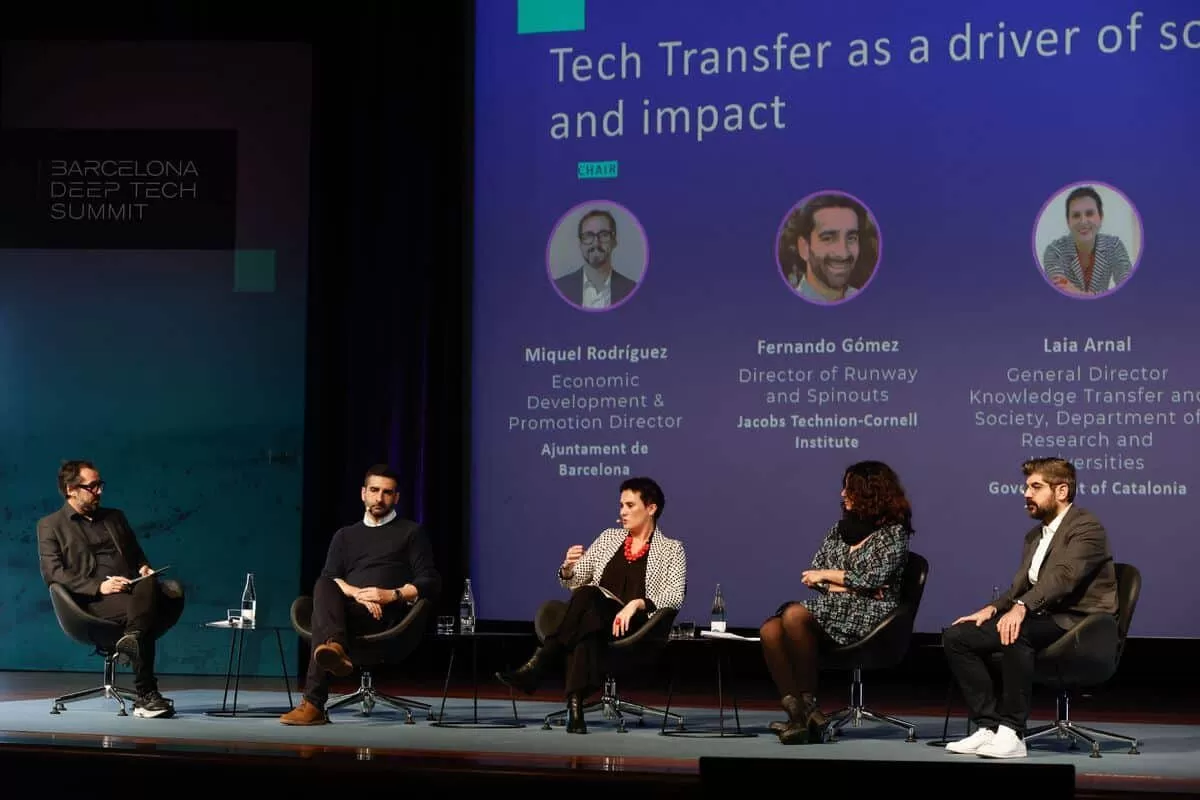 BARCELONA
DEEP TECH
SUMMIT
Tech Transfer as a driver of
and impact
CHAIR
Miquel Rodríguez
Economic
Development &
Promotion Director
Ajuntament de
Barcelona
Fernando Gómez
Director of Runway
and Spinouts
Jacobs Technion-Cornell
Institute
Laia Arnal
General Director
Knowledge Transfer and
Society, Department of
Research and
of Catalonia